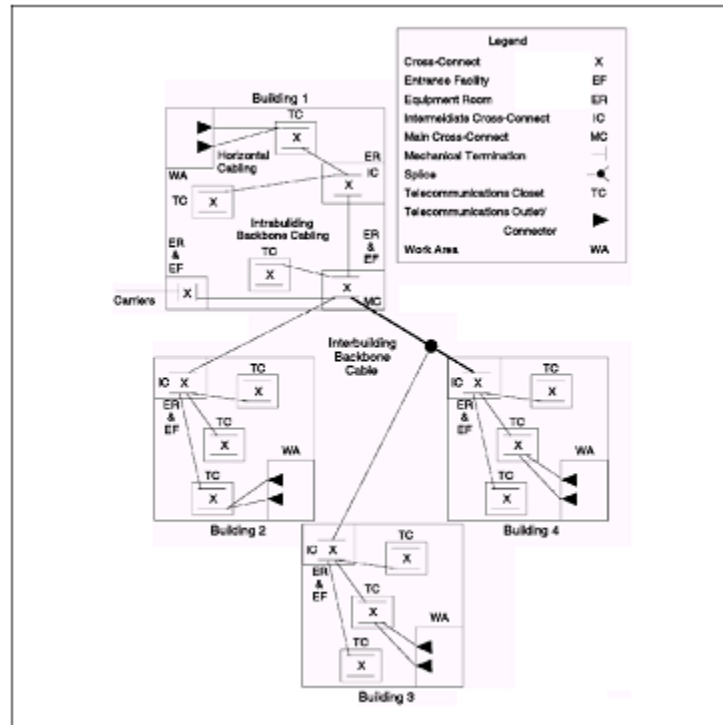 Legend
Cross-Connect X
Entrance Facility EF
Equipment Room ER
Intermeidiate Cross-Connect IC
Main Cross-Connect MC
Mechanical Termination
Splice
Telecommunications Closet TC
Telecommunications Outlet/
Connector
Work Area WA
Building 1
TC
X
ER
Horizontal
Cabling
WA
IC
X
TC
X
Intrabuilding
Backbone Cabling
ER
&
EF
ER
&
EF
TC
X
X
X
MC
Carriers
Interbuilding
Backbone
Cable
IC X
TC
X
ER
&
EF
TC
X
WA
TC
X
Building 2
IC X
TC
X
ER
&
EF
TC
X
WA
TC
X
Building 4
IC X
TC
X
ER
&
EF
TC
X
WA
TC
X
Building 3